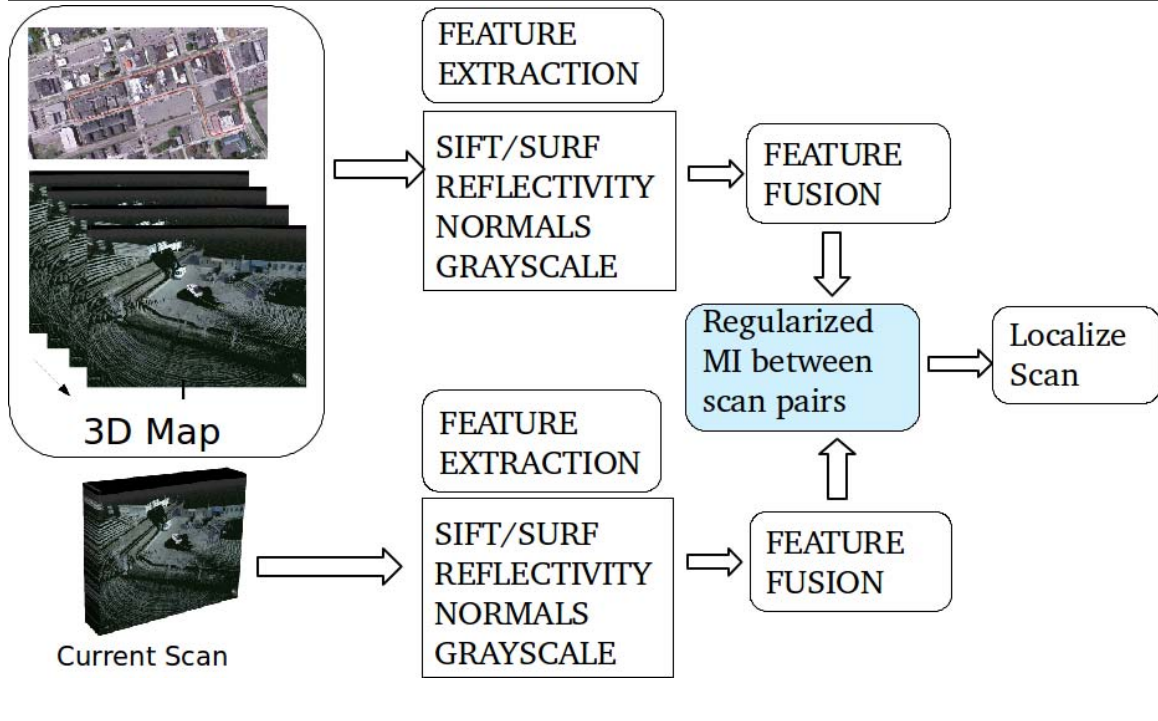 FEATURE
EXTRACTION
SIFT/SURF
REFLECTIVITY
NORMALS
GRAYSCALE
FEATURE
FUSION
Regularized
MI between
scan pairs
Localize
Scan
3D Map
FEATURE
EXTRACTION
SIFT/SURF
REFLECTIVITY
NORMALS
GRAYSCALE
FEATURE
FUSION
Current Scan